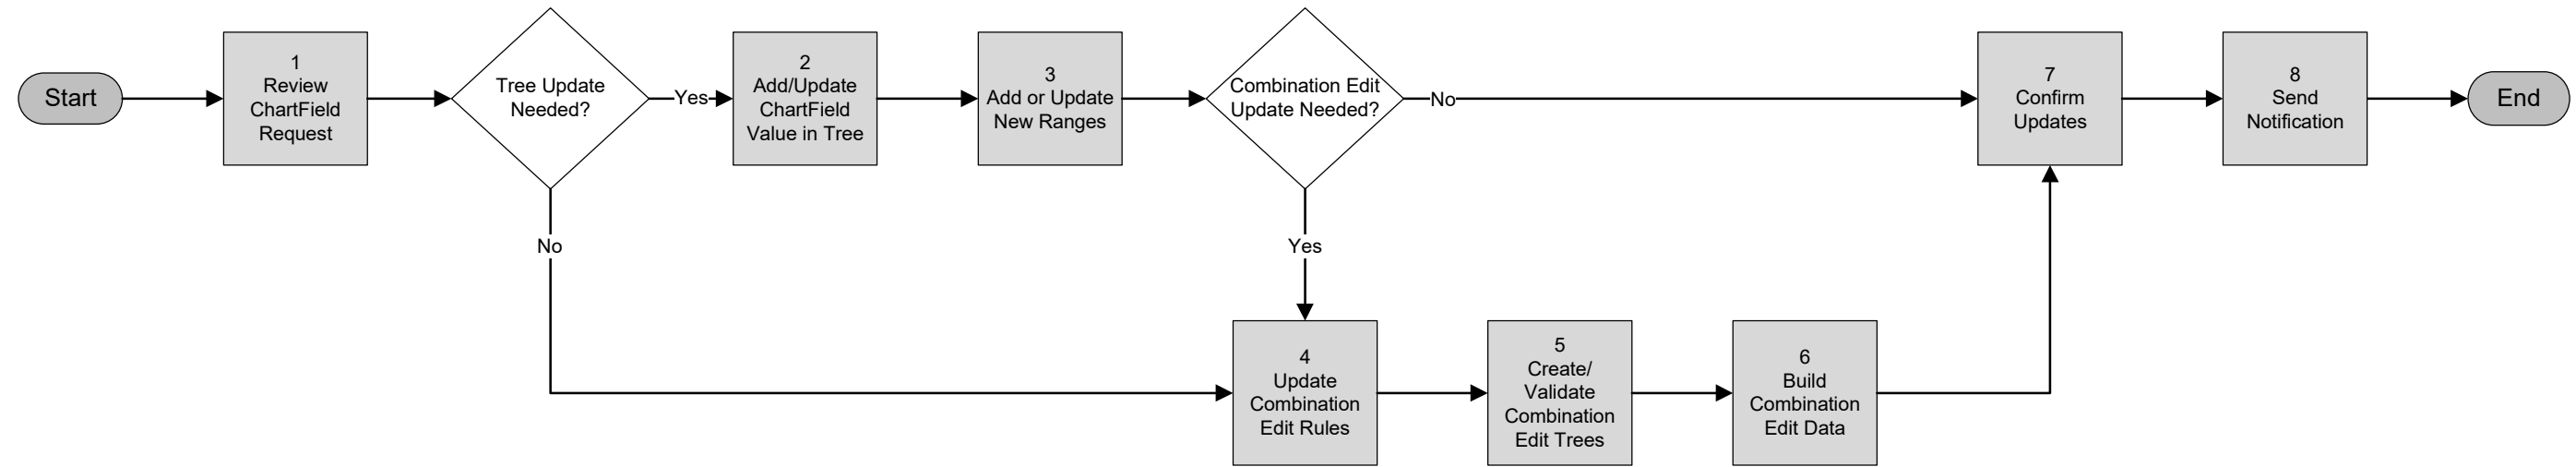 Start
1
Review
ChartField
Request
Tree Update
Needed?
Yes
2
Add/Update
ChartField
Value in Tree
3
Add or Update
New Ranges
Combination Edit
Update Needed?
No
7
Confirm
Updates
8
Send
Notification
End
No
Yes
4
Update
Combination
Edit Rules
5
Create/
Validate
Combination
Edit Trees
6
Build
Combination
Edit Data